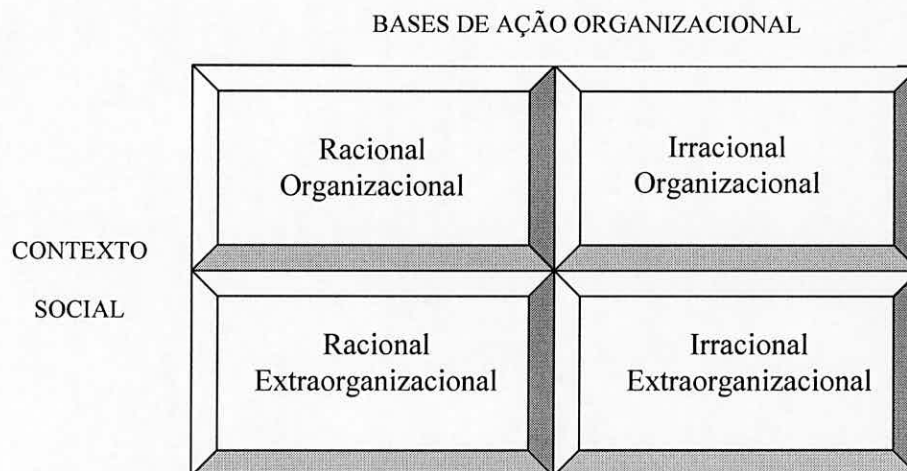 BASES DE AÇÃO ORGANIZACIONAL
Racional
Organizacional
Irracional
Organizacional
CONTEXTO
SOCIAL
Racional
Extraorganizacional
Irracional
Extraorganizacional